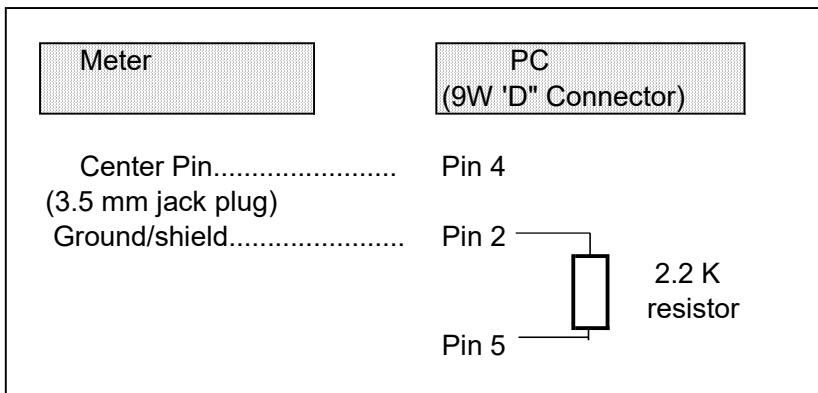 Meter
PC
(9W 'D" Connector)
Center Pin........................ Pin 4
(3.5 mm jack plug)
Ground/shield....................... Pin 2
2.2 K
resistor
Pin 5